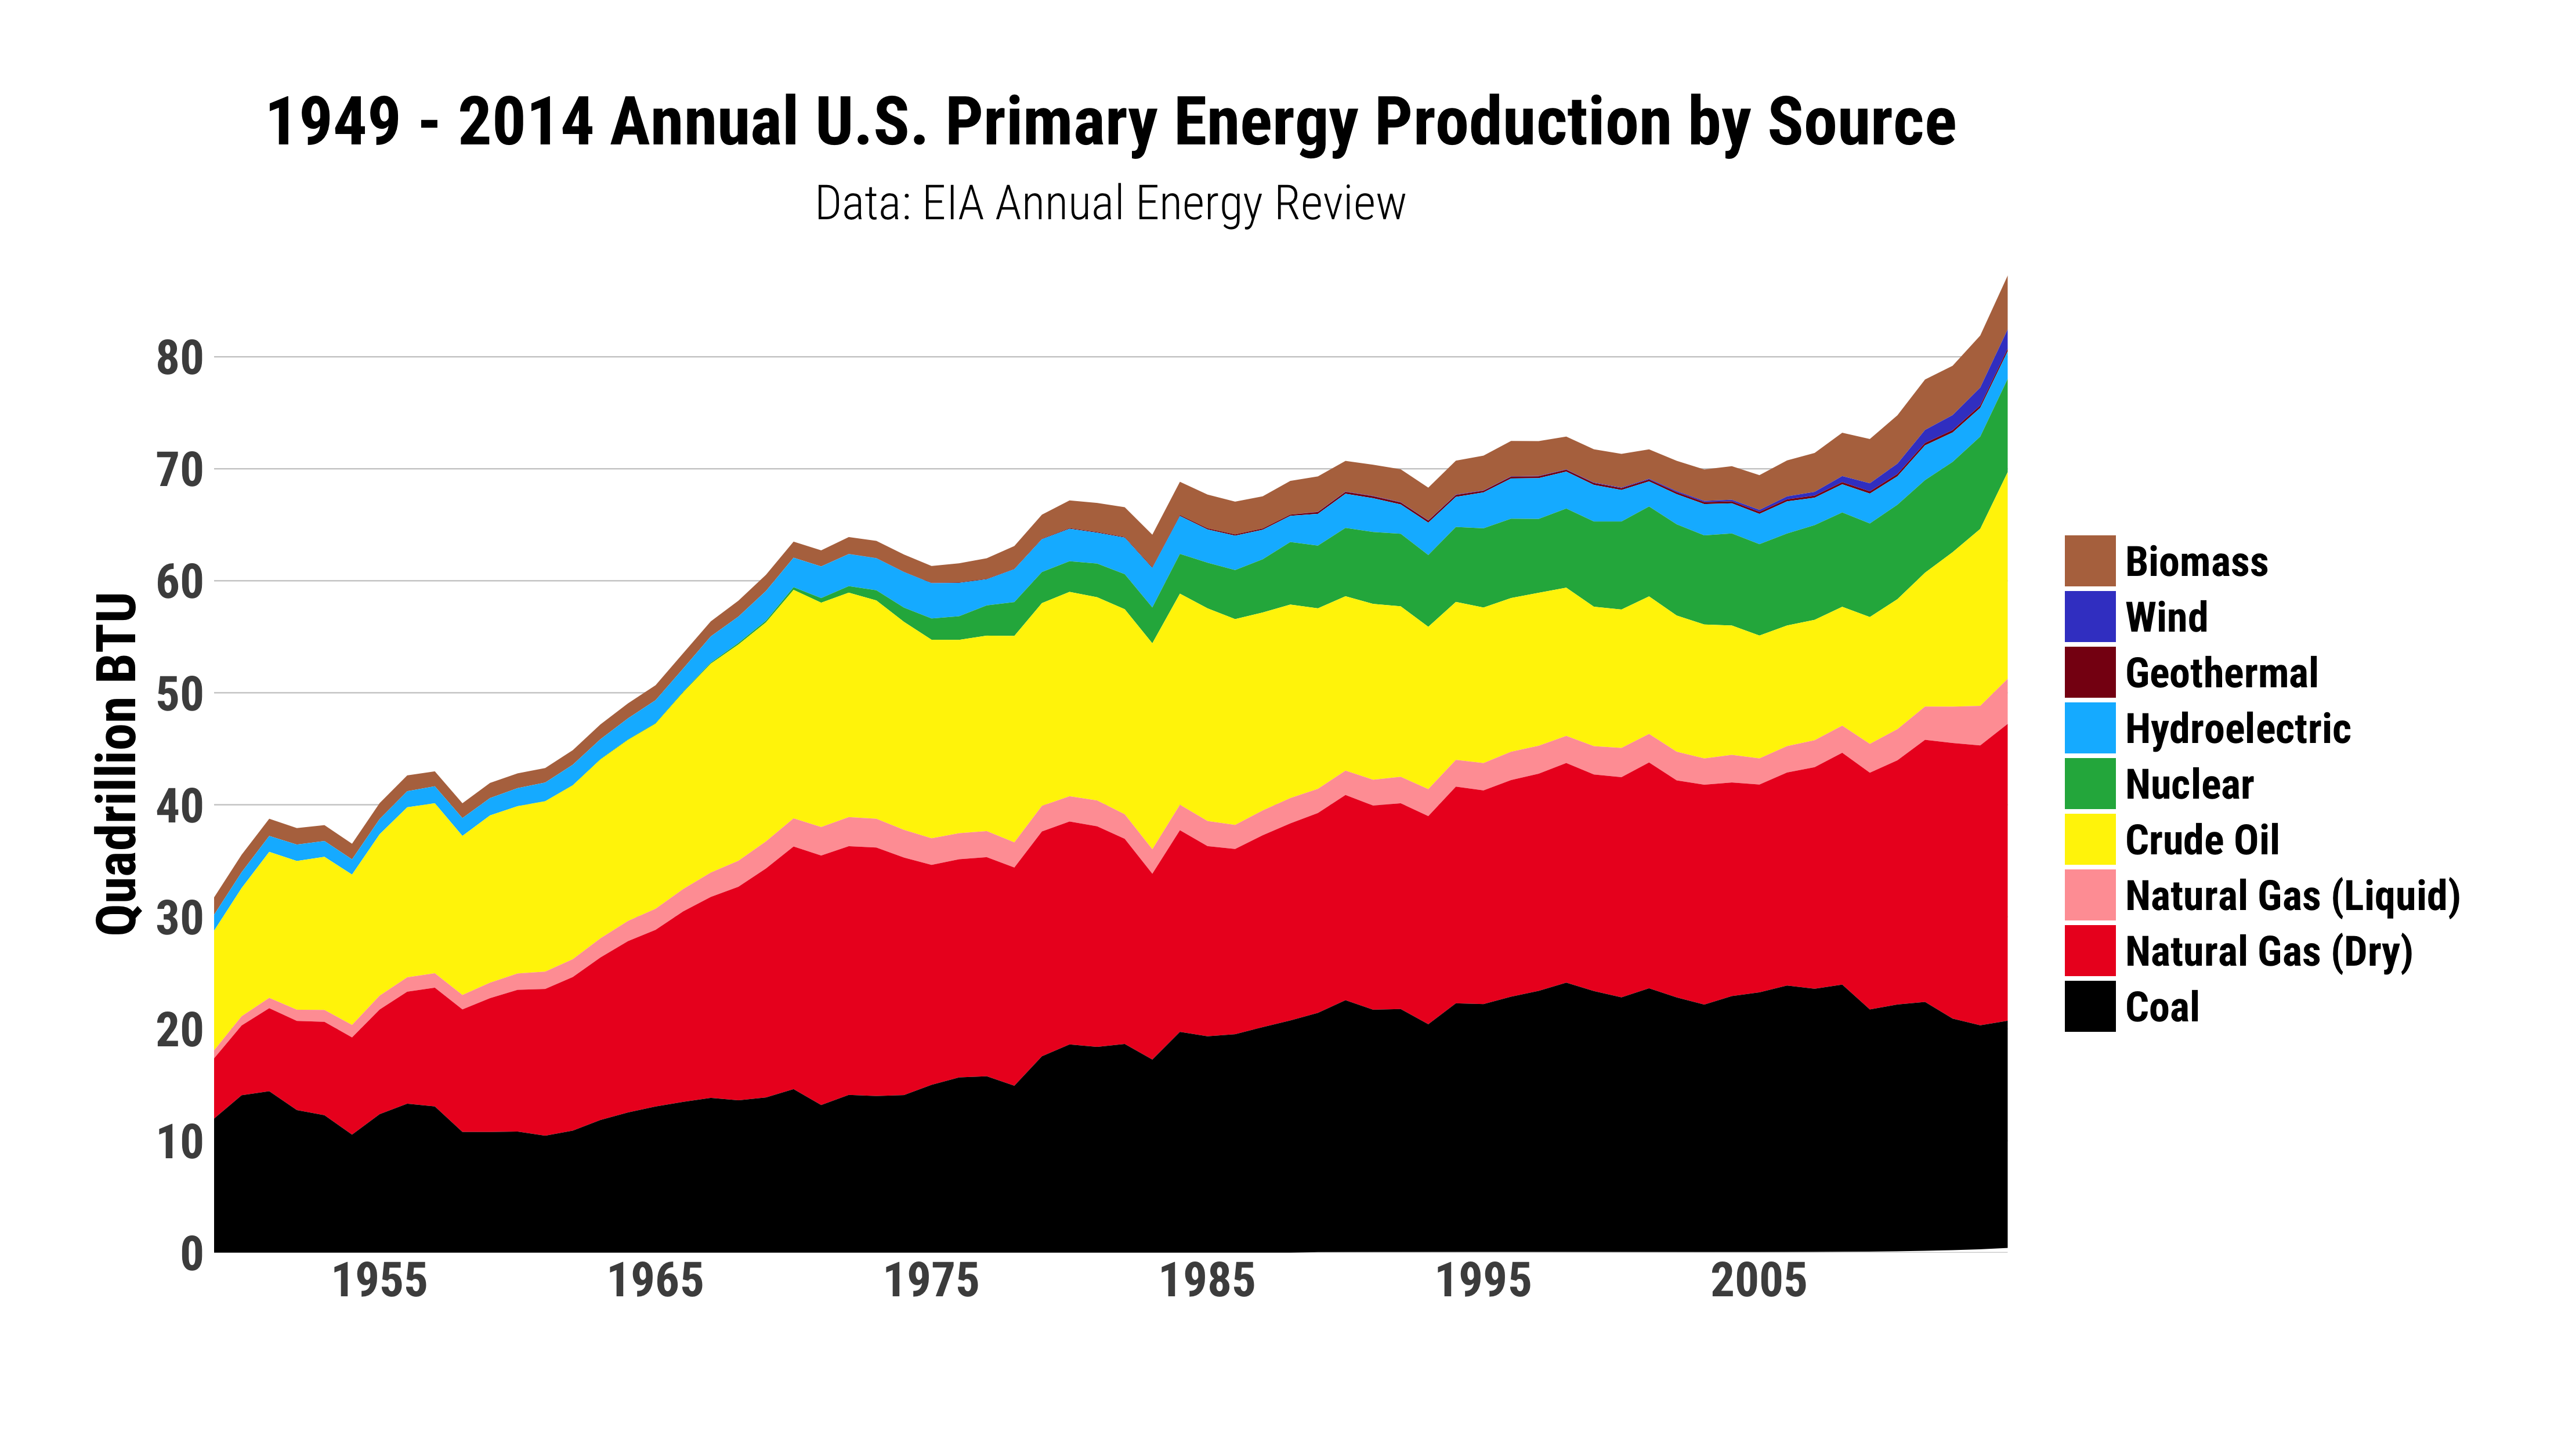 1949 - 2014 Annual U.S. Primary Energy Production by Source
Data: EIA Annual Energy Review
Quadrillion BTU
80
70
60
50
40
30
20
10
0
1955 1965 1975 1985 1995 2005
Biomass
Wind
Geothermal
Hydroelectric
Nuclear
Crude Oil
Natural Gas (Liquid)
Natural Gas (Dry)
Coal